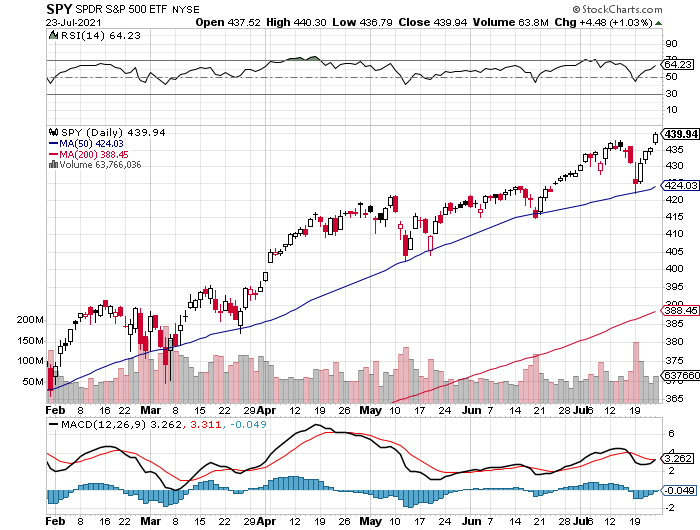 SPY SPDR S&P 500 ETF NYSE © StockCharts.com
23-Jul-2021 Open 437.52 High 440.30 Low 436.79 Close 439.94 Volume 63.8M Chg +4.48 (+1.03%)
RSI(14) 64.23
90
70
64.23
50
30
10
SPY (Daily) 439.94
MA(50) 424.03
MA(200) 388.45
Volume 63,766,036
439.94
435
430
424.03
420
415
410
405
400
395
390
388.45
385
380
375
370
365
200M
150M
100M
50M
63766
Feb 8 16 22 Mar 8 15 22 29 Apr 12 19 26 May 10 17 24 Jun 7 14 21 28 Jul 6 12 19
MACD(12,26,9) 3.262, 3.311, -0.049
6
4
3.262
2
-0.049
Feb 8 16 22 Mar 8 15 22 29 Apr 12 19 26 May 10 17 24 Jun 7 14 21 28 Jul 6 12 19